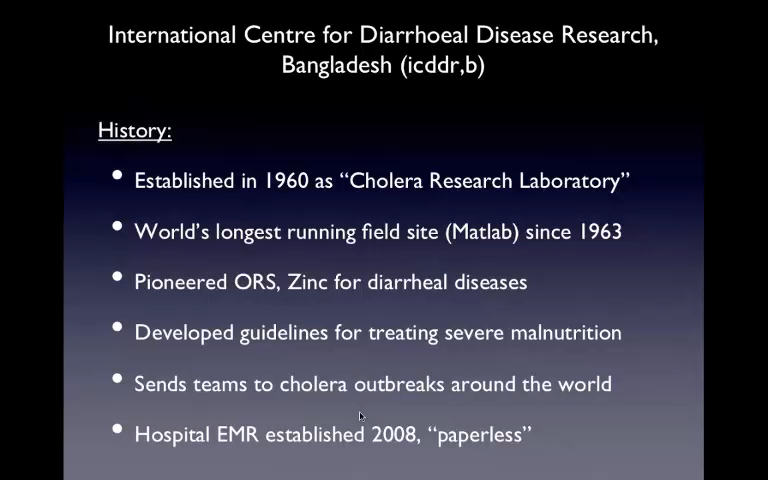 International Centre for Diarrhoeal Disease Research,
Bangladesh (icddr,b)
History:
• Established in 1960 as “Cholera Research Laboratory”
• World’s longest running field site (Matlab) since 1963
• Pioneered ORS, Zinc for diarrheal diseases
• Developed guidelines for treating severe malnutrition
• Sends teams to cholera outbreaks around the world
• Hospital EMR established 2008, “paperless”